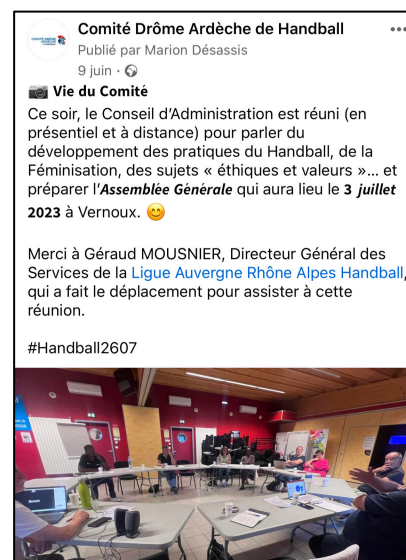 Comité Drôme Ardèche de Handball
Publié par Marion Désassis
9 juin ·
Vie du Comité
Ce soir, le Conseil d’Administration est réuni (en
présentiel et à distance) pour parler du
développement des pratiques du Handball, de la
Féminisation, des sujets « éthiques et valeurs »... et
préparer l’Assemblée Générale qui aura lieu le 3 juillet
2023 à Vernoux.
Merci à Géraud MOUSNIER, Directeur Général des
Services de la Ligue Auvergne Rhône Alpes Handball,
qui a fait le déplacement pour assister à cette
réunion.
#Handball2607